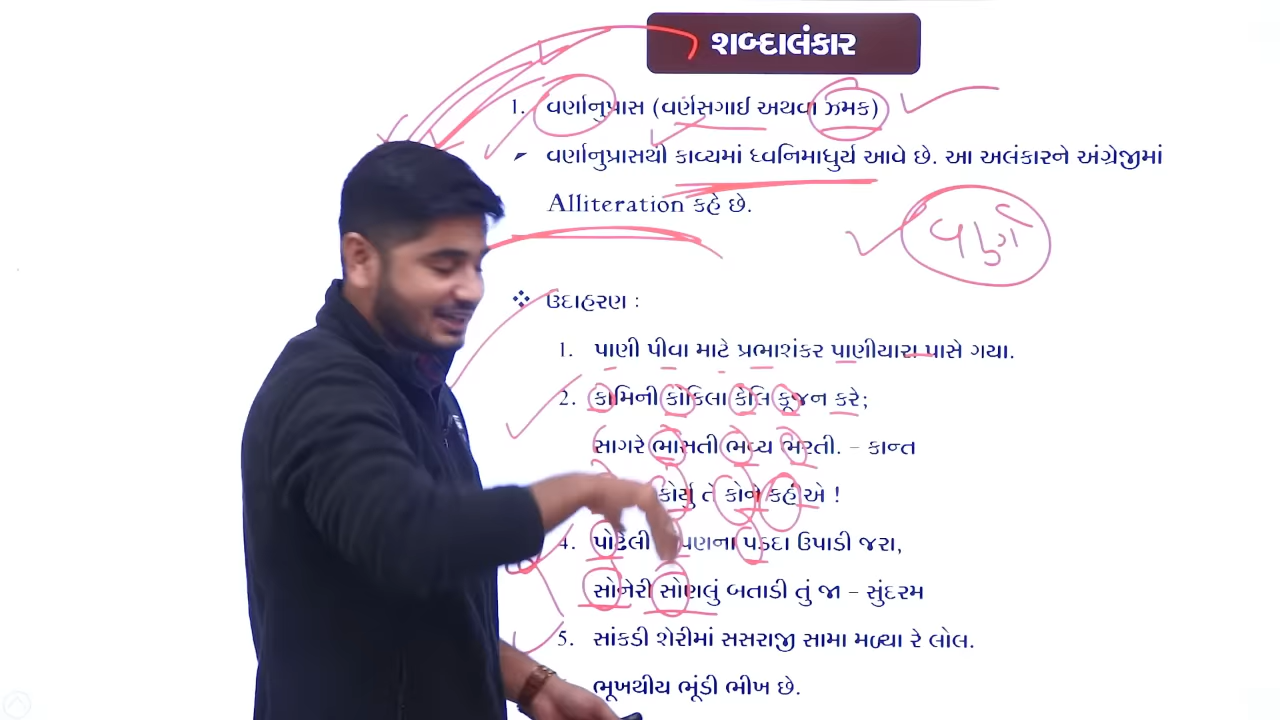 શબ્દાલંકાર
1. વર્ણાનુપ્રાસ (વર્ણસગાઈ અથવા ઝમક)
વર્ણાનુપ્રાસથી કાવ્યમાં ધ્વનિમાધુર્ય આવે છે. આ અલંકારને અંગ્રેજીમાં
Alliteration કહે છે.
વર્ણ
ઉદાહરણ :
1. પાણી પીવા માટે પ્રભાશંકર પાણીયારા પાસે ગયા.
2. કામિની કોકિલા કેલિ કૂજન કરે;
સાગરે ભાસતી ભવ્ય ભરતી. – કાન્ત
કોર્યું તે કોને કહીએ !
4. પોઢેલી પડદા ઉપાડી જરા,
સોનેરી સોણલું બતાડી તું જા – સુંદરમ
5. સાંકડી શેરીમાં સસરાજી સામા મળ્યા રે લોલ.
ભૂખથીય ભૂંડી ભીખ છે.